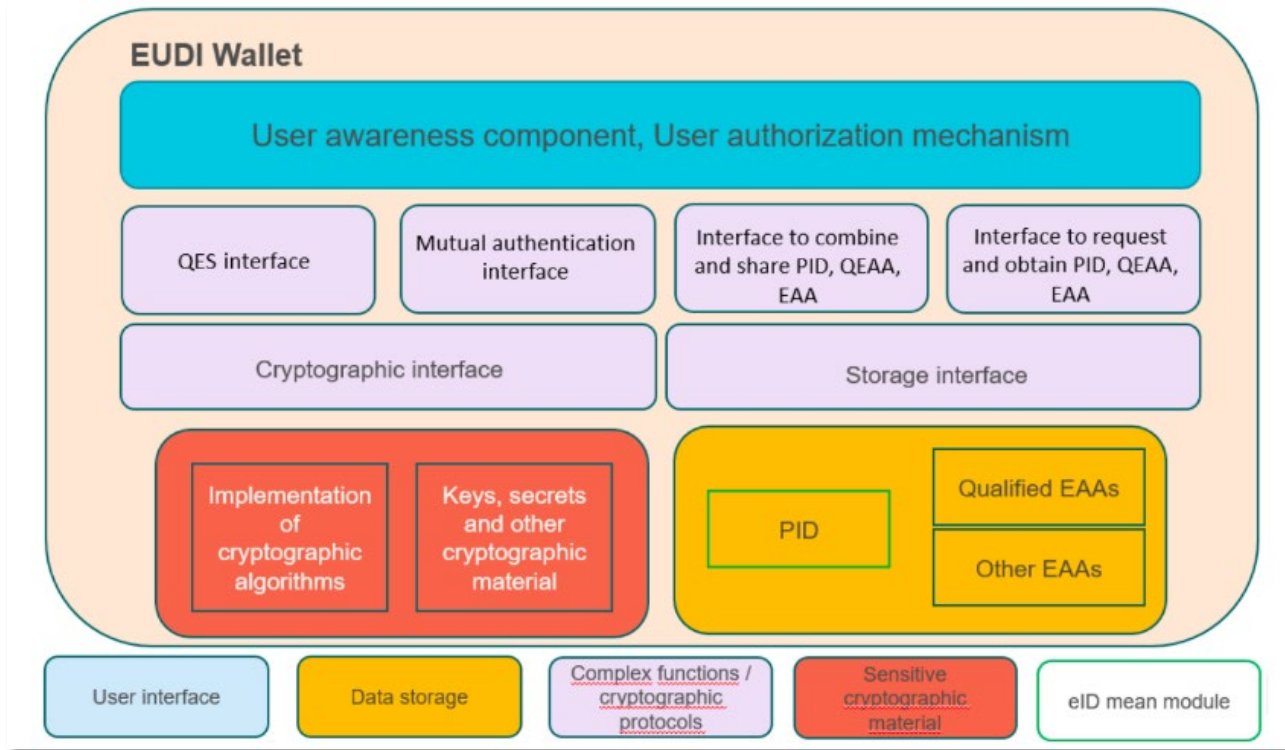 EUDI Wallet
User awareness component, User authorization mechanism
QES interface
Mutual authentication
interface
Interface to combine
and share PID, QEAA,
EAA
Interface to request
and obtain PID, QEAA,
EAA
Cryptographic interface
Storage interface
Implementation
of
cryptographic
algorithms
Keys, secrets
and other
cryptographic
material
PID
Qualified EAAs
Other EAAs
User interface
Data storage
Complex functions /
cryptographic
protocols
Sensitive
cryptographic
material
eID mean module